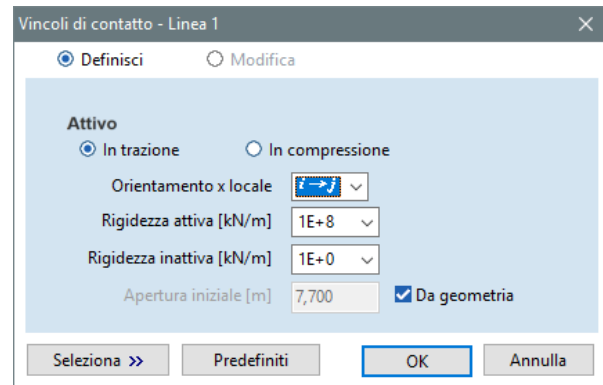 Vincoli di contatto - Linea 1
Definisci Modifica
Attivo
In trazione In compressione
Orientamento x locale i→j
Rigidezza attiva [kN/m] 1E+8
Rigidezza inattiva [kN/m] 1E+0
Apertura iniziale [m] 7,700 Da geometria
Seleziona >> Predefiniti OK Annulla